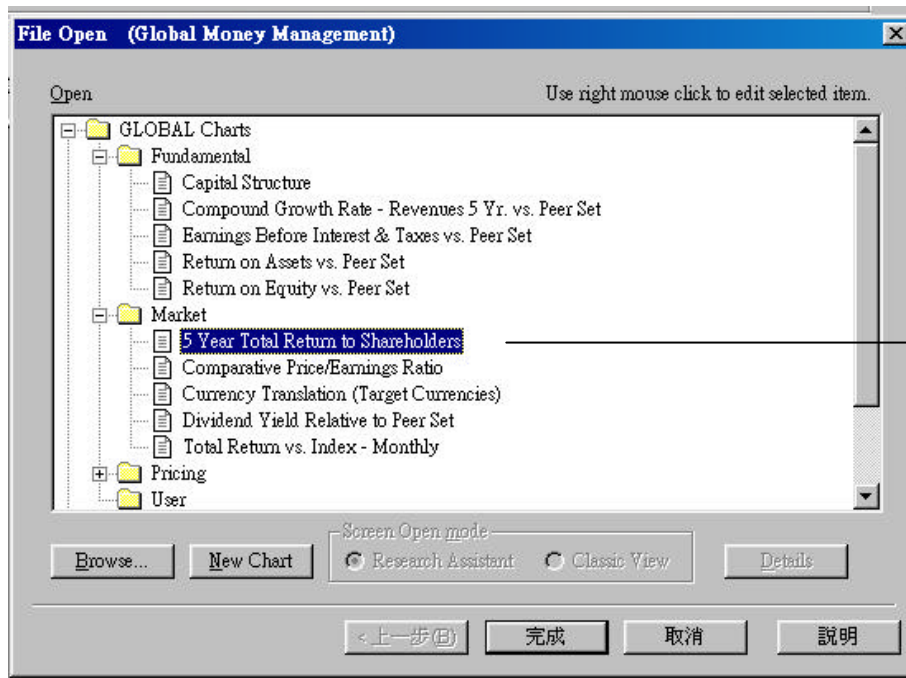 File Open (Global Money Management)
Open
Use right mouse click to edit selected item.
GLOBAL Charts
Fundamental
Capital Structure
Compound Growth Rate - Revenues 5 Yr. vs. Peer Set
Earnings Before Interest & Taxes vs. Peer Set
Return on Assets vs. Peer Set
Return on Equity vs. Peer Set
Market
5 Year Total Return to Shareholders
Comparative Price/Earnings Ratio
Currency Translation (Target Currencies)
Dividend Yield Relative to Peer Set
Total Return vs. Index - Monthly
Pricing
User
Screen Open mode
Browse... New Chart Research Assistant Classic View Details
<上一步(B) 完成 取消 說明